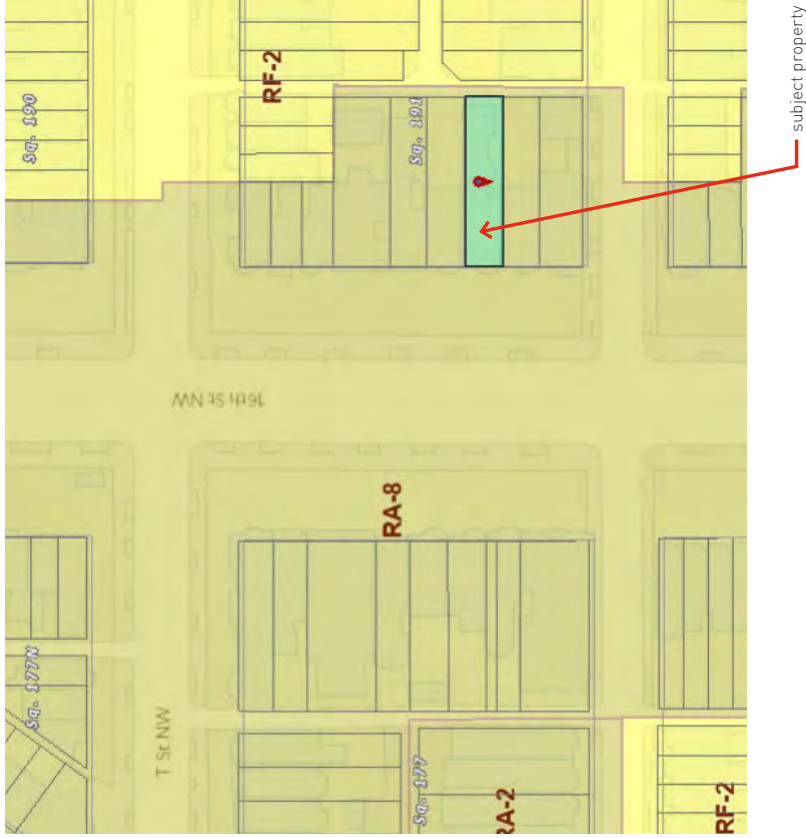 subject property
RF-2
Sq. 190
Sq. 191
16th St NW
RA-8
Sq. 177N
T St NW
Sq. 177
RA-2
RF-2